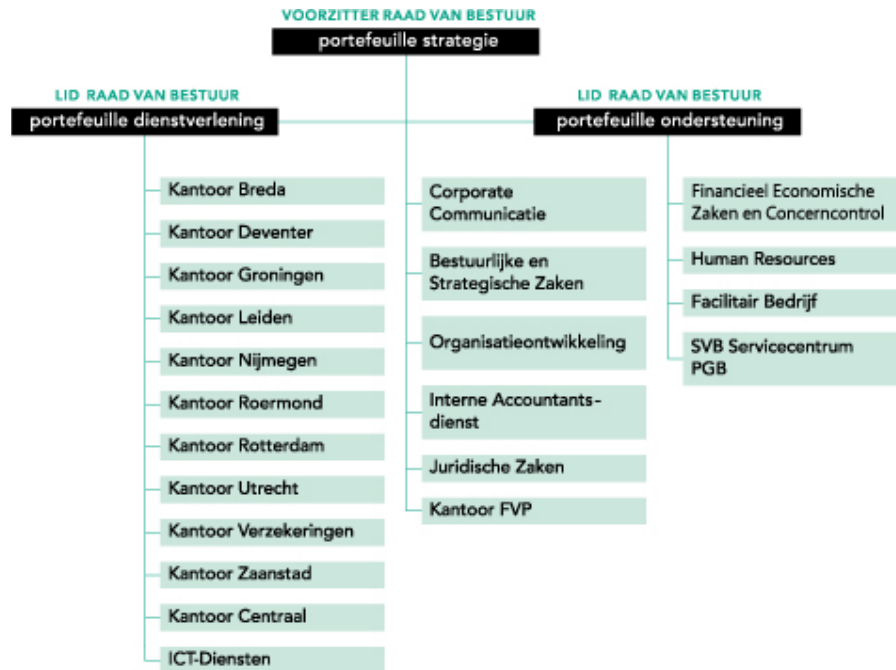 VOORZITTER RAAD VAN BESTUUR
portefeuille strategie
LID RAAD VAN BESTUUR
portefeuille dienstverlening
LID RAAD VAN BESTUUR
portefeuille ondersteuning
Kantoor Breda
Kantoor Deventer
Kantoor Groningen
Kantoor Leiden
Kantoor Nijmegen
Kantoor Roermond
Kantoor Rotterdam
Kantoor Utrecht
Kantoor Verzekeringen
Kantoor Zaanstad
Kantoor Centraal
ICT-Diensten
Corporate
Communicatie
Bestuurlijke en
Strategische Zaken
Organisatieontwikkeling
Interne Accountants-
dienst
Juridische Zaken
Kantoor FVP
Financieel Economische
Zaken en Concerncontrol
Human Resources
Facilitair Bedrijf
SVB Servicecentrum
PGB